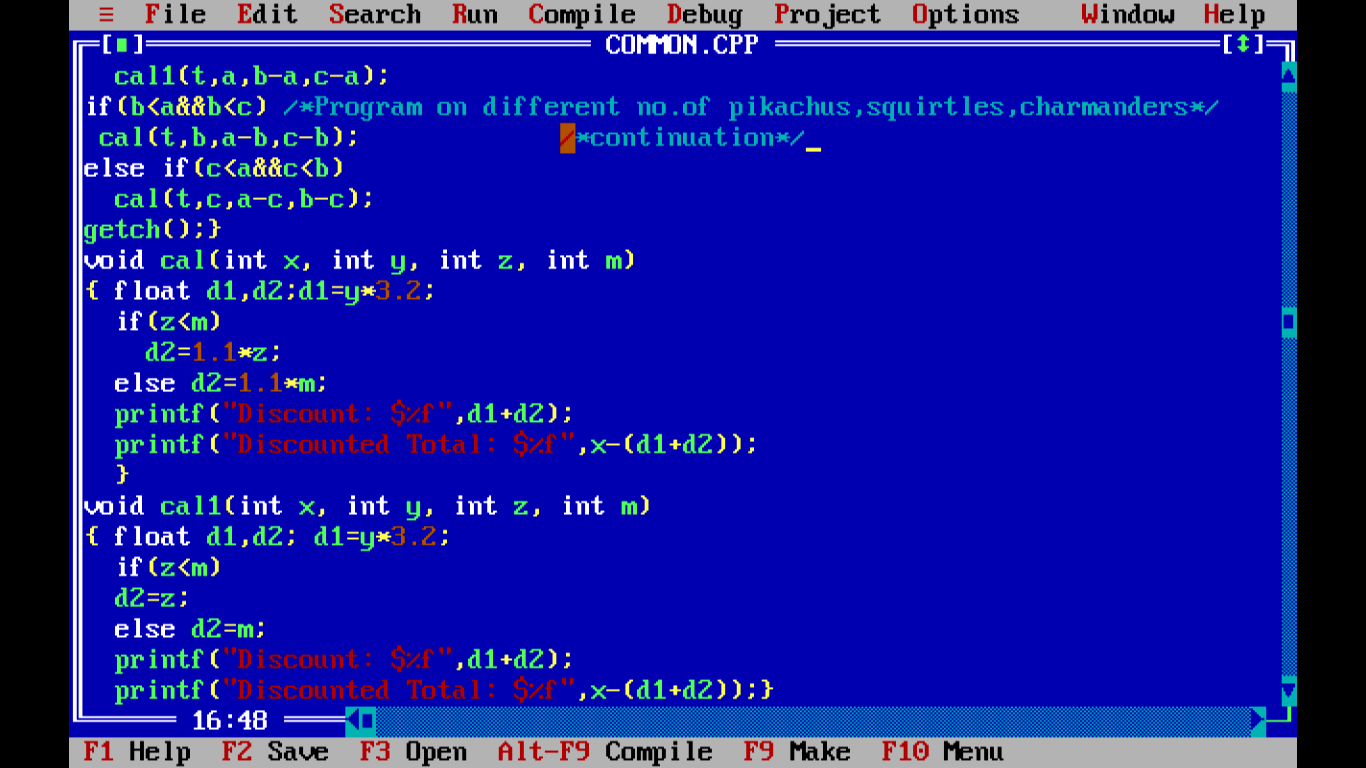 ≡ File Edit Search Run Compile Debug Project Options Window Help
[■] COMMON.CPP [↕]
cal1(t,a,b-a,c-a);
if(b<a&&b<c) /*Program on different no.of pikachus,squirtles,charmanders*/
cal(t,b,a-b,c-b); /*continuation*/_
else if(c<a&&c<b)
cal(t,c,a-c,b-c);
getch();}
void cal(int x, int y, int z, int m)
{ float d1,d2;d1=y*3.2;
if(z<m)
d2=1.1*z;
else d2=1.1*m;
printf("Discount: $%f",d1+d2);
printf("Discounted Total: $%f",x-(d1+d2));
}
void cal1(int x, int y, int z, int m)
{ float d1,d2; d1=y*3.2;
if(z<m)
d2=z;
else d2=m;
printf("Discount: $%f",d1+d2);
printf("Discounted Total: $%f",x-(d1+d2));}
16:48
F1 Help F2 Save F3 Open Alt-F9 Compile F9 Make F10 Menu